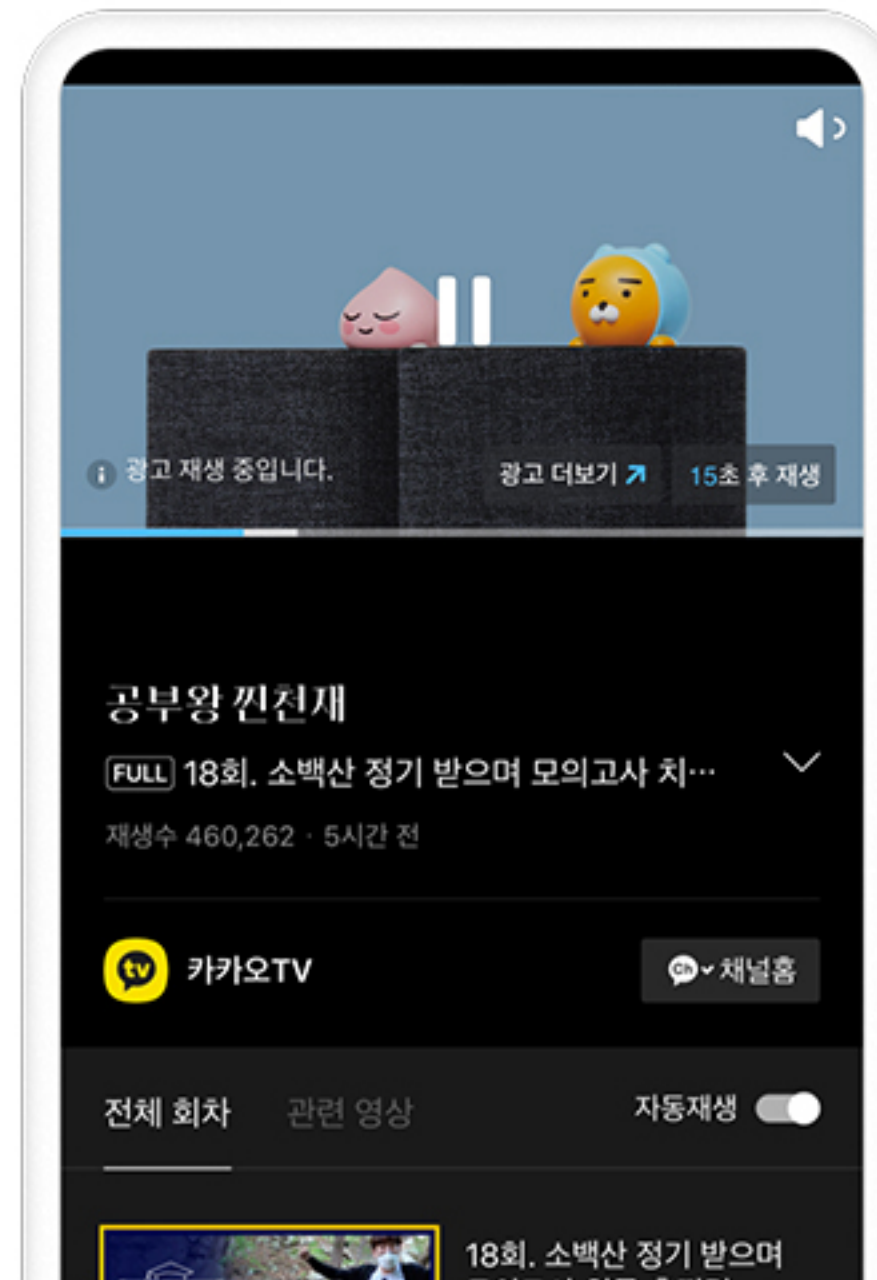 광고 재생 중입니다.
광고 더보기
15초 후 재생
공부왕 찐천재
FULL 18회. 소백산 정기 받으며 모의고사 치…
재생수 460,262 · 5시간 전
tv 카카오TV
Ch 채널홈
전체 회차
관련 영상
자동재생
18회. 소백산 정기 받으며